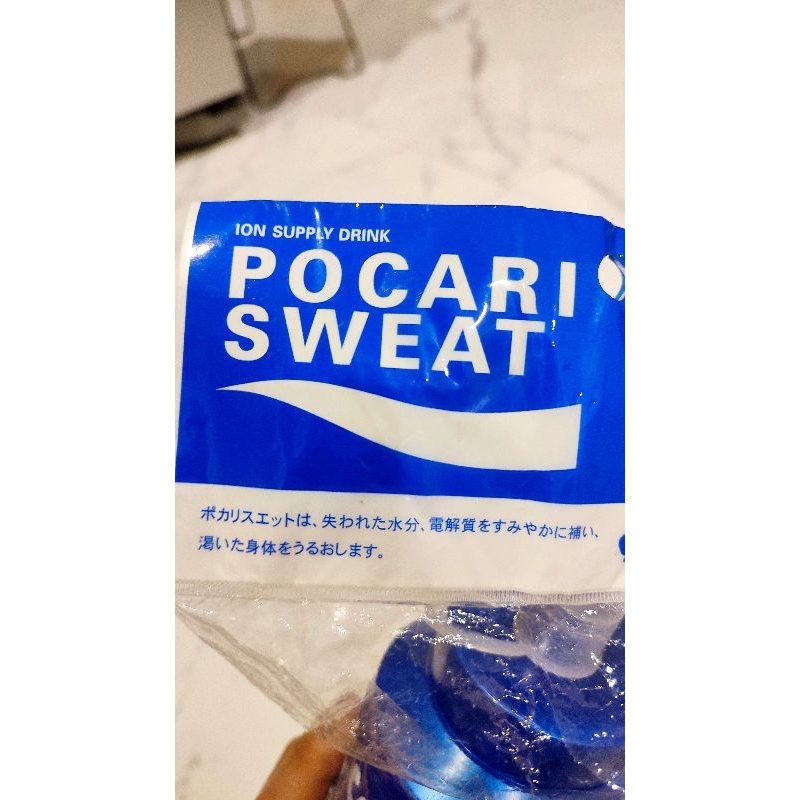 ION SUPPLY DRINK
POCARI
SWEAT
ポカリスエットは、失われた水分、電解質をすみやかに補い、
渇いた身体をうるおします。